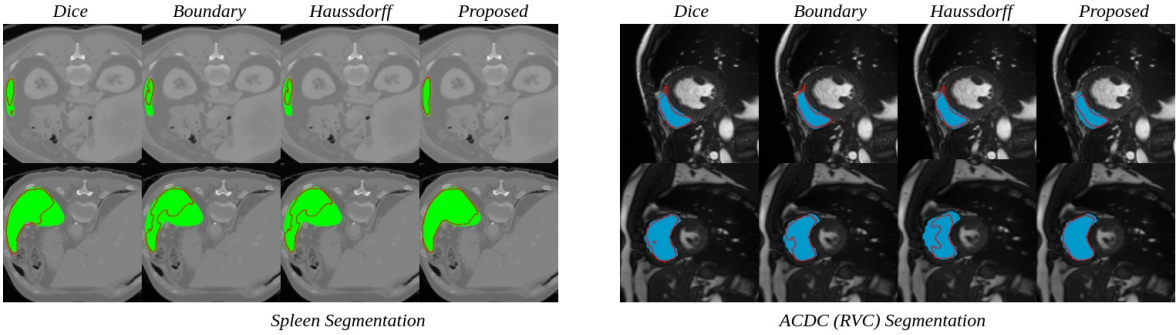 Dice Boundary Haussdorff Proposed
Dice Boundary Haussdorff Proposed
Spleen Segmentation
ACDC (RVC) Segmentation